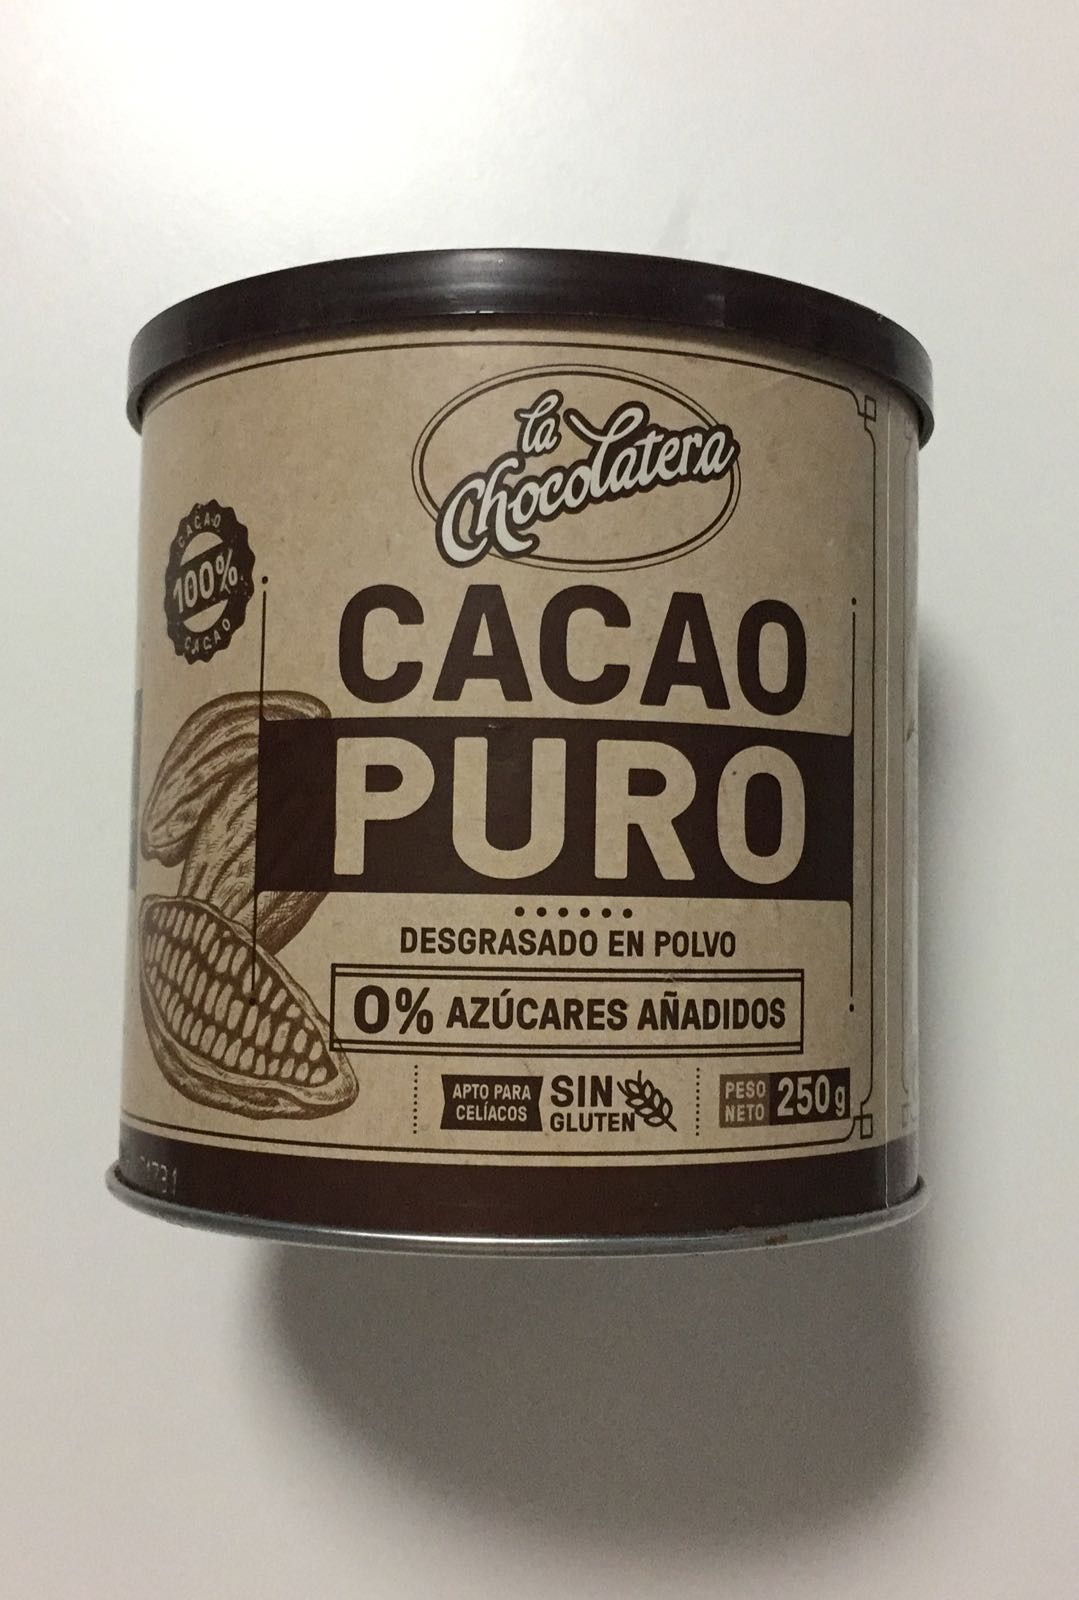 la
Chocolatera
CACAO
100%
CACAO
CACAO
PURO
DESGRASADO EN POLVO
0% AZÚCARES AÑADIDOS
APTO PARA
CELÍACOS
SIN
GLUTEN
PESO
NETO
250g